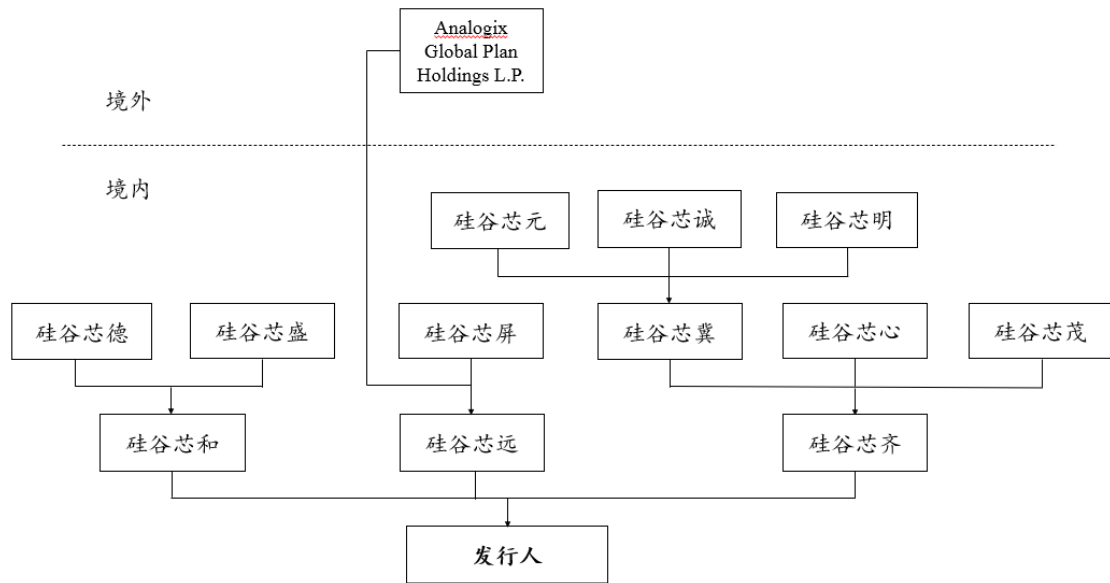 Analogix
Global Plan
Holdings L.P.
境外
境内
硅谷芯元
硅谷芯诚
硅谷芯明
硅谷芯德
硅谷芯盛
硅谷芯屏
硅谷芯冀
硅谷芯心
硅谷芯茂
硅谷芯和
硅谷芯远
硅谷芯齐
发行人